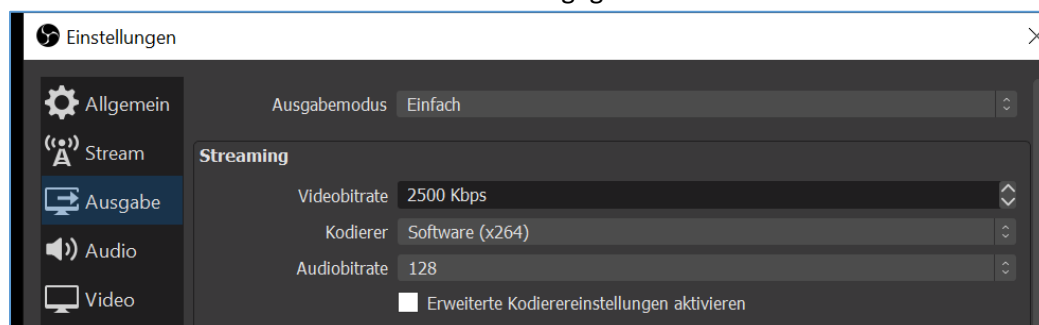 Einstellungen
Allgemein
Ausgabemodus Einfach
Stream
Streaming
Ausgabe
Videobitrate 2500 Kbps
Kodierer Software (x264)
Audio
Audiobitrate 128
Video
Erweiterte Kodierereinstellungen aktivieren